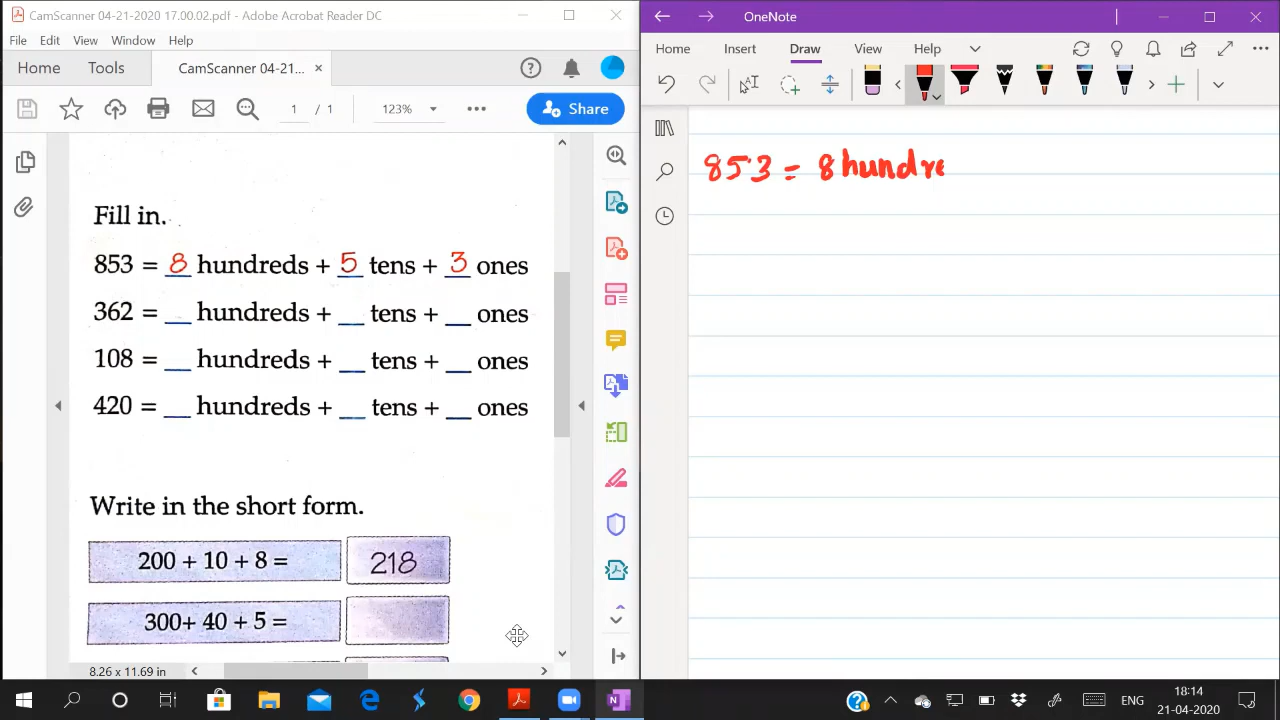 CamScanner 04-21-2020 17.00.02.pdf - Adobe Acrobat Reader DC
File Edit View Window Help
Home Tools CamScanner 04-21... ×
1 / 1 123% Share
Fill in.
853 = 8 hundreds + 5 tens + 3 ones
362 = __ hundreds + __ tens + __ ones
108 = __ hundreds + __ tens + __ ones
420 = __ hundreds + __ tens + __ ones
Write in the short form.
200 + 10 + 8 = 218
300+ 40 + 5 =
8.26 x 11.69 in
OneNote
Home Insert Draw View Help
853 = 8 hundre
ENG
18:14
21-04-2020